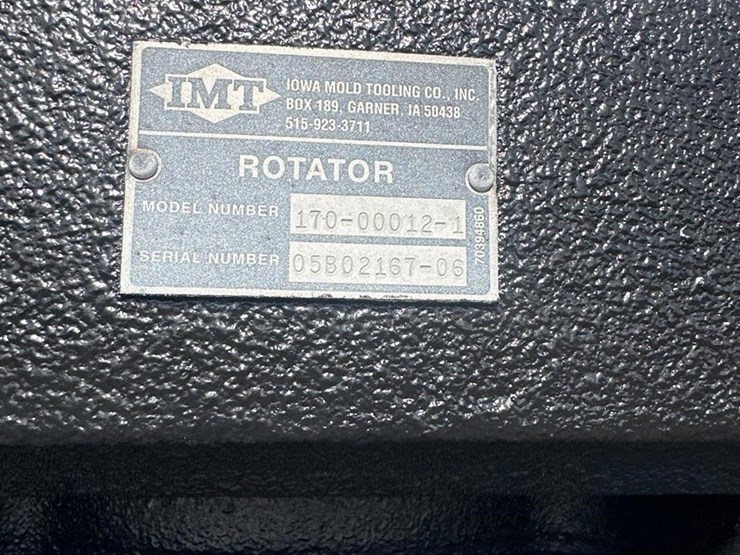 IMT
IOWA MOLD TOOLING CO., INC.
BOX 189, GARNER, IA 50438
515-923-3711
ROTATOR
MODEL NUMBER 170-00012-1
SERIAL NUMBER 05B02167-06
70394860